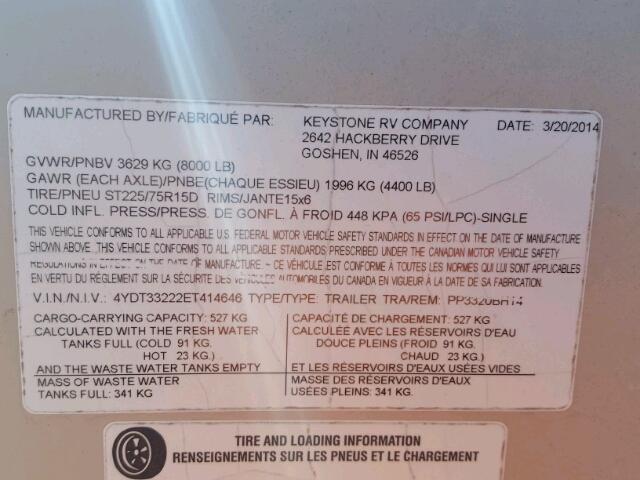 MANUFACTURED BY/FABRIQUÉ PAR: KEYSTONE RV COMPANY DATE: 3/20/2014
2642 HACKBERRY DRIVE
GOSHEN, IN 46526
GVWR/PNBV 3629 KG (8000 LB)
GAWR (EACH AXLE)/PNBE(CHAQUE ESSIEU) 1996 KG (4400 LB)
TIRE/PNEU ST225/75R15D RIMS/JANTE15x6
COLD INFL. PRESS/PRESS. DE GONFL. À FROID 448 KPA (65 PSI/LPC)-SINGLE
THIS VEHICLE CONFORMS TO ALL APPLICABLE U.S. FEDERAL MOTOR VEHICLE SAFETY STANDARDS IN EFFECT ON THE DATE OF MANUFACTURE
SHOWN ABOVE. THIS VEHICLE CONFORMS TO ALL APPLICABLE STANDARDS PRESCRIBED UNDER THE CANADIAN MOTOR VEHICLE SAFETY
REGULATIONS IN EFFECT ON THE DATE OF MANUFACTURE. - CE VÉHICLE EST CONFORME À TOUTES LES NORMES QUI LUI SONT APPLICABLES
EN VERTU DU RÈGLEMENT SUR LA SÉCURITÉ DES VÉHICULES AUTOMOBILES DU CANADA EN VIGUEUR À LA DATE DE SA FABRICATION.
V.I.N./N.I.V.: 4YDT33222ET414646 TYPE/TYPE: TRAILER TRA/REM: PP3320BH14
CARGO-CARRYING CAPACITY: 527 KG CAPACITÉ DE CHARGEMENT: 527 KG
CALCULATED WITH THE FRESH WATER CALCULÉE AVEC LES RÉSERVOIRS D'EAU
TANKS FULL (COLD 91 KG. DOUCE PLEINS (FROID 91 KG.
HOT 23 KG.) CHAUD 23 KG.)
AND THE WASTE WATER TANKS EMPTY ET LES RÉSERVOIRS D'EAUX USÉES VIDES
MASS OF WASTE WATER MASSE DES RÉSERVOIRS D'EAUX
TANKS FULL: 341 KG USÉES PLEINS: 341 KG
TIRE AND LOADING INFORMATION
RENSEIGNEMENTS SUR LES PNEUS ET LE CHARGEMENT